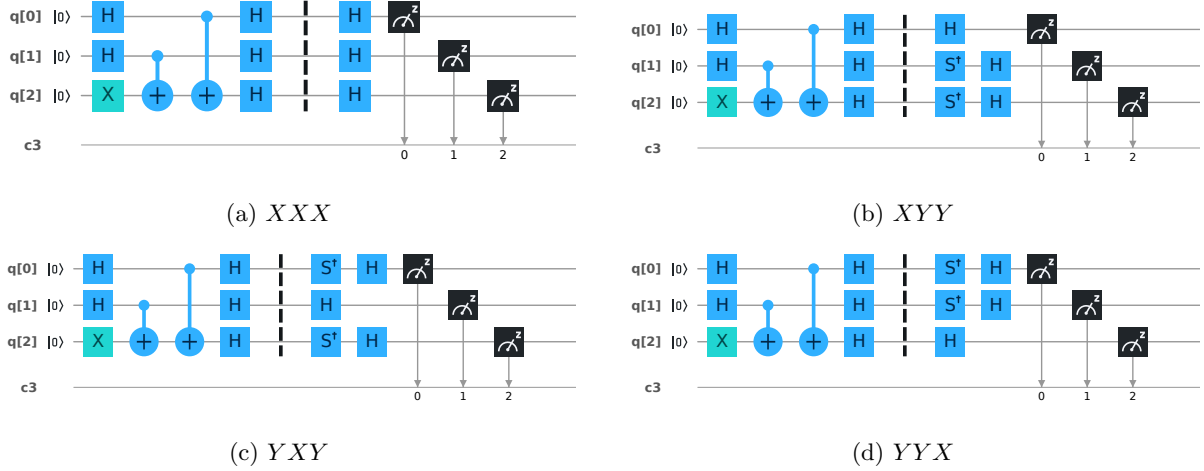 q[0] |0⟩ H H H z
q[1] |0⟩ H H H z
q[2] |0⟩ X H H z
c3
0 1 2
(a) XXX
q[0] |0⟩ H H H z
q[1] |0⟩ H H S† H z
q[2] |0⟩ X H S† H z
c3
0 1 2
(b) XYY
q[0] |0⟩ H H S† H z
q[1] |0⟩ H H H z
q[2] |0⟩ X H S† H z
c3
0 1 2
(c) YXY
q[0] |0⟩ H H S† H z
q[1] |0⟩ H H S† H z
q[2] |0⟩ X H H z
c3
0 1 2
(d) YYX